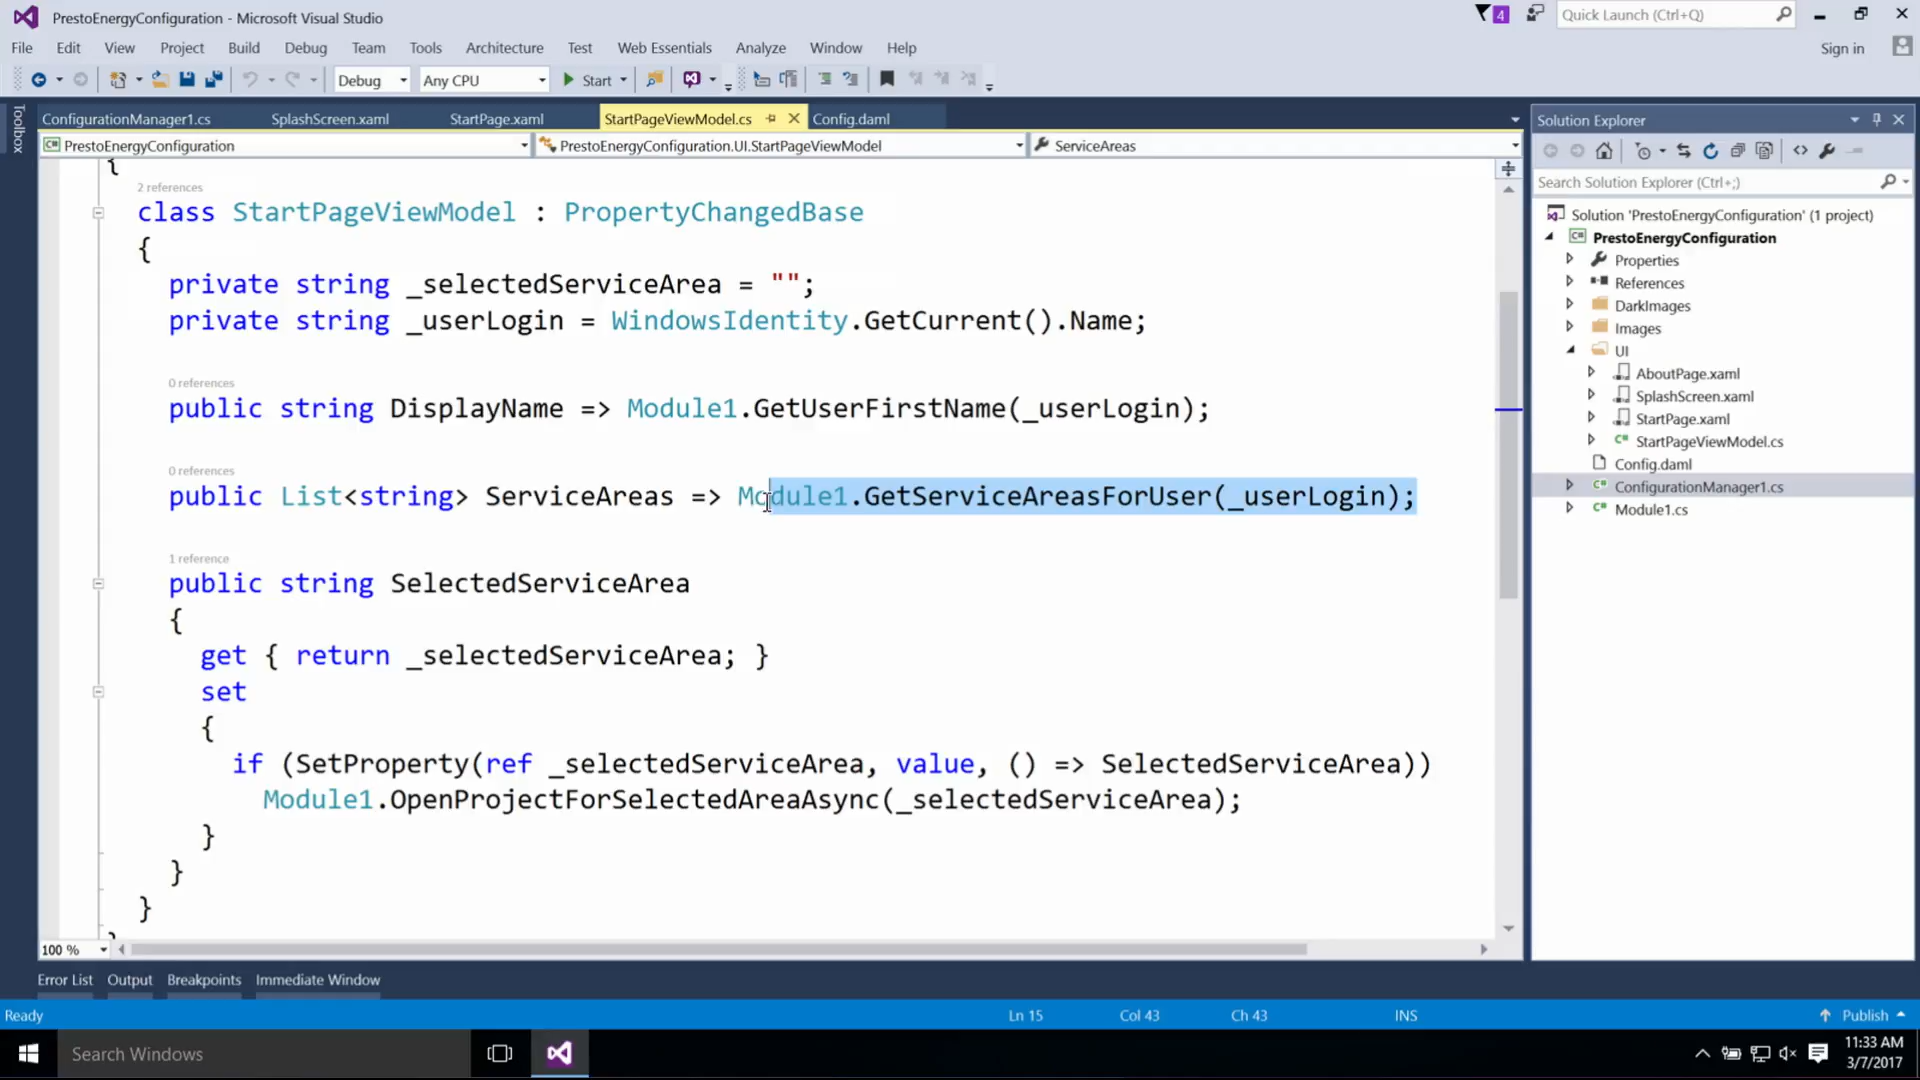 PrestoEnergyConfiguration - Microsoft Visual Studio
4
Quick Launch (Ctrl+Q)
File Edit View Project Build Debug Team Tools Architecture Test Web Essentials Analyze Window Help
Sign in
Debug Any CPU Start
Toolbox
ConfigurationManager1.cs SplashScreen.xaml StartPage.xaml StartPageViewModel.cs Config.daml
PrestoEnergyConfiguration PrestoEnergyConfiguration.UI.StartPageViewModel ServiceAreas
{
2 references
class StartPageViewModel : PropertyChangedBase
{
private string _selectedServiceArea = "";
private string _userLogin = WindowsIdentity.GetCurrent().Name;
0 references
public string DisplayName => Module1.GetUserFirstName(_userLogin);
0 references
public List<string> ServiceAreas => Module1.GetServiceAreasForUser(_userLogin);
1 reference
public string SelectedServiceArea
{
get { return _selectedServiceArea; }
set
{
if (SetProperty(ref _selectedServiceArea, value, () => SelectedServiceArea))
Module1.OpenProjectForSelectedAreaAsync(_selectedServiceArea);
}
}
}
100 %
Solution Explorer
Search Solution Explorer (Ctrl+;)
Solution 'PrestoEnergyConfiguration' (1 project)
PrestoEnergyConfiguration
Properties
References
DarkImages
Images
UI
AboutPage.xaml
SplashScreen.xaml
StartPage.xaml
StartPageViewModel.cs
Config.daml
ConfigurationManager1.cs
Module1.cs
Error List Output Breakpoints Immediate Window
Ready Ln 15 Col 43 Ch 43 INS Publish
Search Windows
11:33 AM
3/7/2017